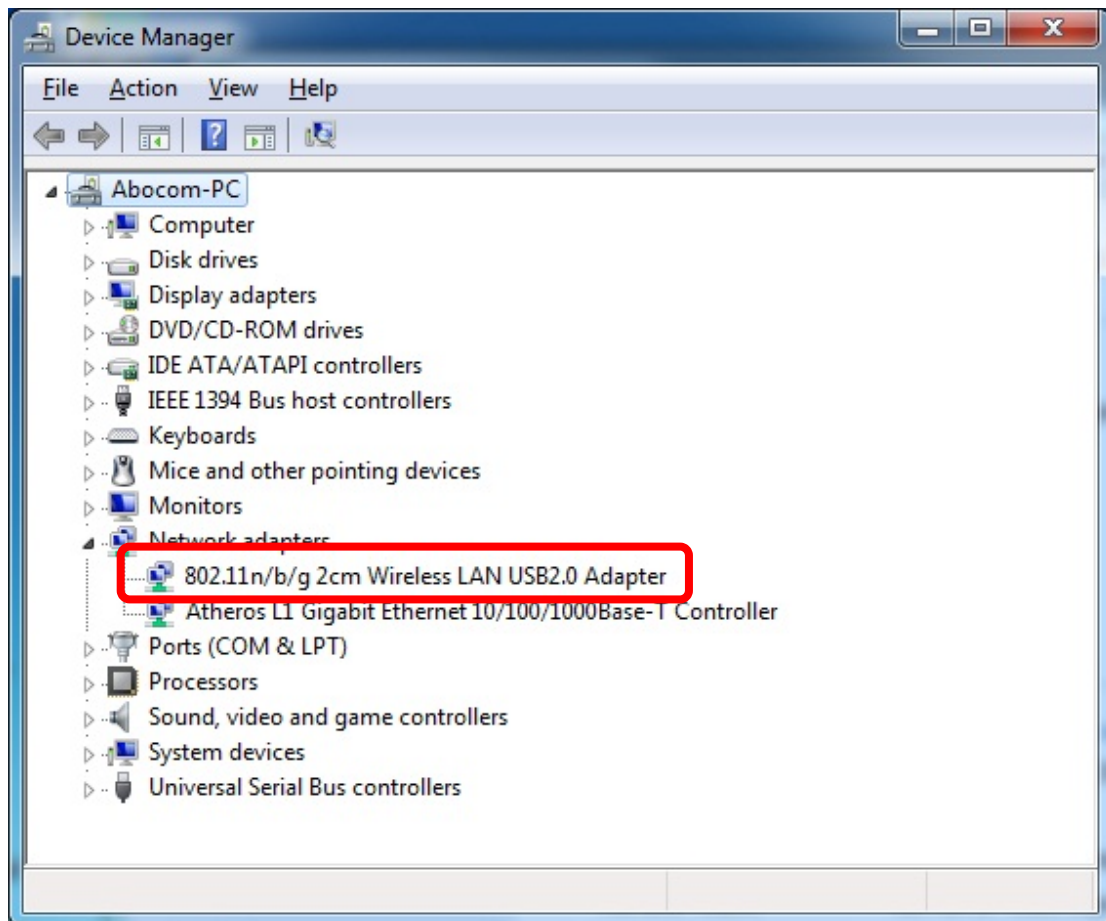 Device Manager
File Action View Help
Abocom-PC
Computer
Disk drives
Display adapters
DVD/CD-ROM drives
IDE ATA/ATAPI controllers
IEEE 1394 Bus host controllers
Keyboards
Mice and other pointing devices
Monitors
Network adapters
802.11n/b/g 2cm Wireless LAN USB2.0 Adapter
Atheros L1 Gigabit Ethernet 10/100/1000Base-T Controller
Ports (COM & LPT)
Processors
Sound, video and game controllers
System devices
Universal Serial Bus controllers